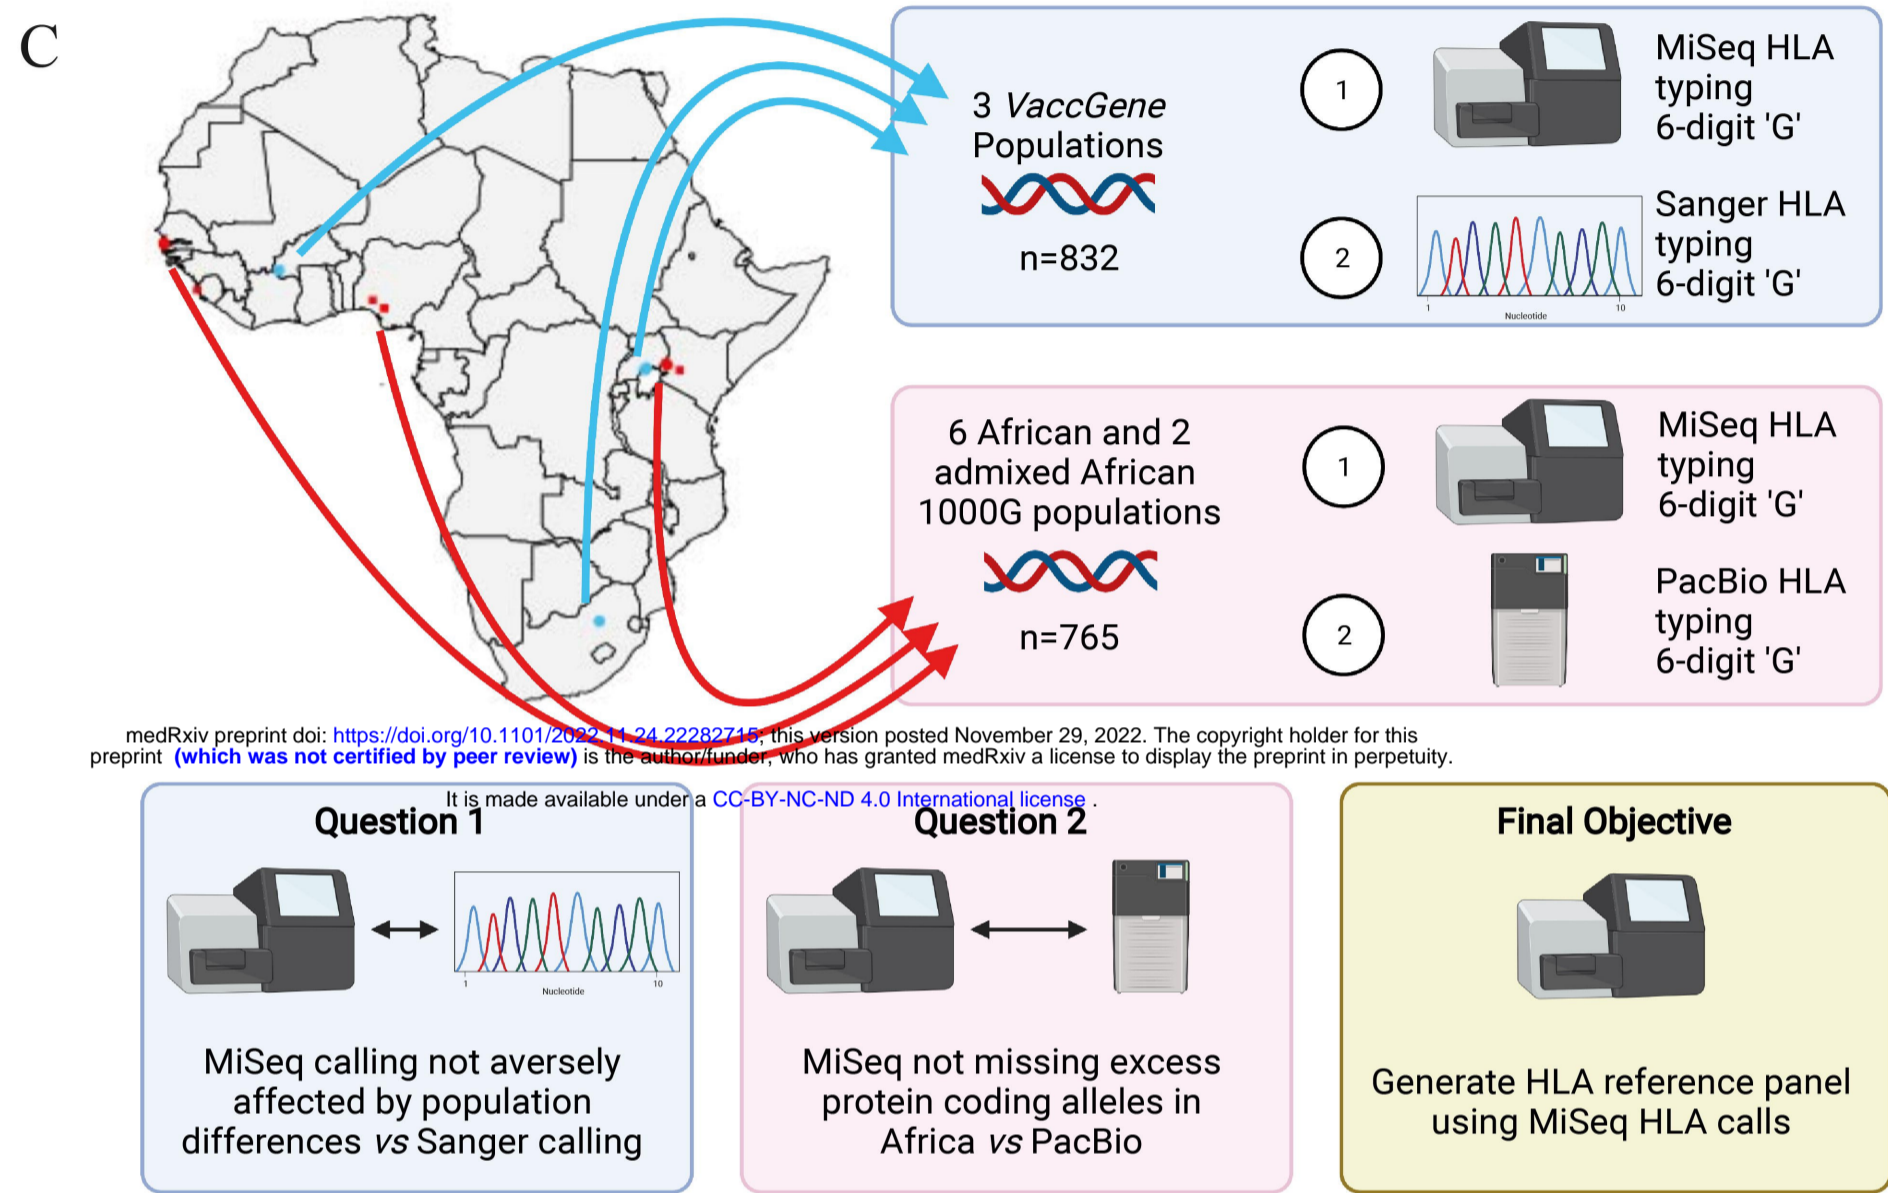 C
3 VaccGene
Populations
n=832
1
MiSeq HLA
typing
6-digit 'G'
2
1
10
Nucleotide
Sanger HLA
typing
6-digit 'G'
6 African and 2
admixed African
1000G populations
n=765
1
MiSeq HLA
typing
6-digit 'G'
2
PacBio HLA
typing
6-digit 'G'
medRxiv preprint doi: https://doi.org/10.1101/2022.11.24.22282715; this version posted November 29, 2022. The copyright holder for this
preprint (which was not certified by peer review) is the author/funder, who has granted medRxiv a license to display the preprint in perpetuity.
It is made available under a CC-BY-NC-ND 4.0 International license .
Question 1
1
10
Nucleotide
MiSeq calling not aversely
affected by population
differences vs Sanger calling
Question 2
MiSeq not missing excess
protein coding alleles in
Africa vs PacBio
Final Objective
Generate HLA reference panel
using MiSeq HLA calls